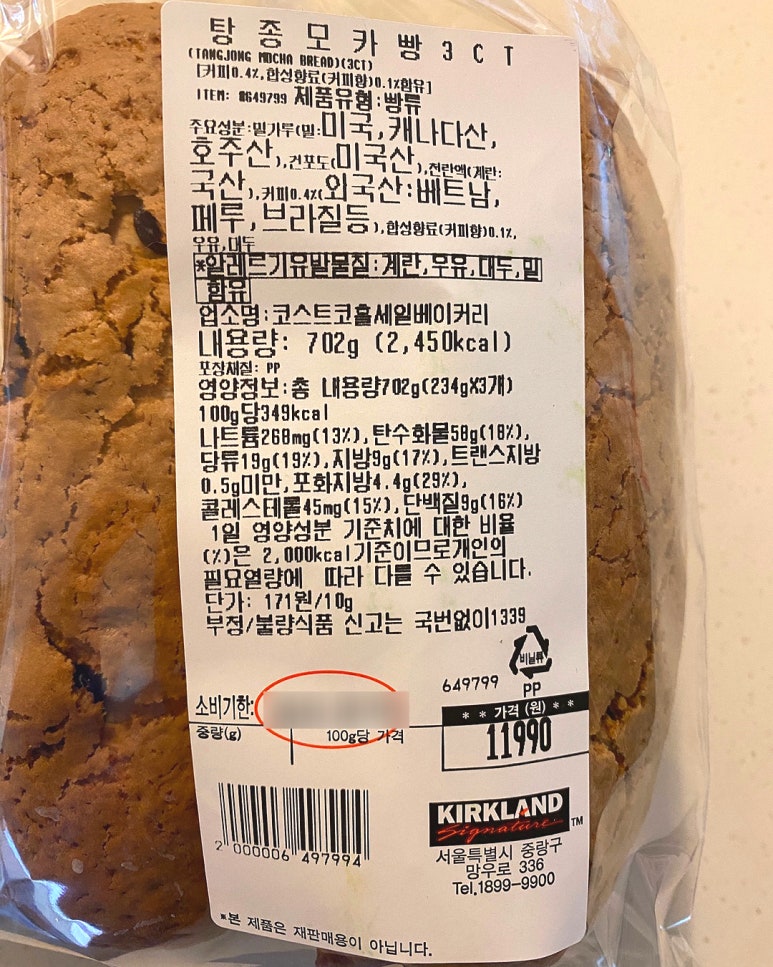 탕종모카빵3CT
(TANGJONG MOCHA BREAD)(3CT)
[커피0.4%,합성향료(커피향)0.1%함유]
ITEM: #649799 제품유형:빵류
주요성분:밀가루(밀:미국,캐나다산,
호주산),건포도(미국산),전란액(계란:
국산),커피0.4%(외국산:베트남,
페루,브라질등),합성향료(커피향)0.1%,
우유,대두
*알레르기유발물질:계란,우유,대두,밀
함유
업소명:코스트코홀세일베이커리
내용량: 702g (2,450kcal)
포장재질: PP
영양정보:총 내용량702g(234gX3개)
100g당349kcal
나트륨268mg(13%),탄수화물58g(18%),
당류19g(19%),지방9g(17%),트랜스지방
0.5g미만,포화지방4.4g(29%),
콜레스테롤45mg(15%),단백질9g(16%)
1일 영양성분 기준치에 대한 비율
(%)은 2,000kcal기준이므로개인의
필요열량에 따라 다를 수 있습니다.
단가: 171원/10g
부정/불량식품 신고는 국번없이1339
비닐류
649799 PP
소비기한:
* * 가격 (원) * *
중량(g) 100g당 가격
11990
2 000006 497994
KIRKLAND
Signature TM
서울특별시 중랑구
망우로 336
Tel.1899-9900
*본 제품은 재판매용이 아닙니다.